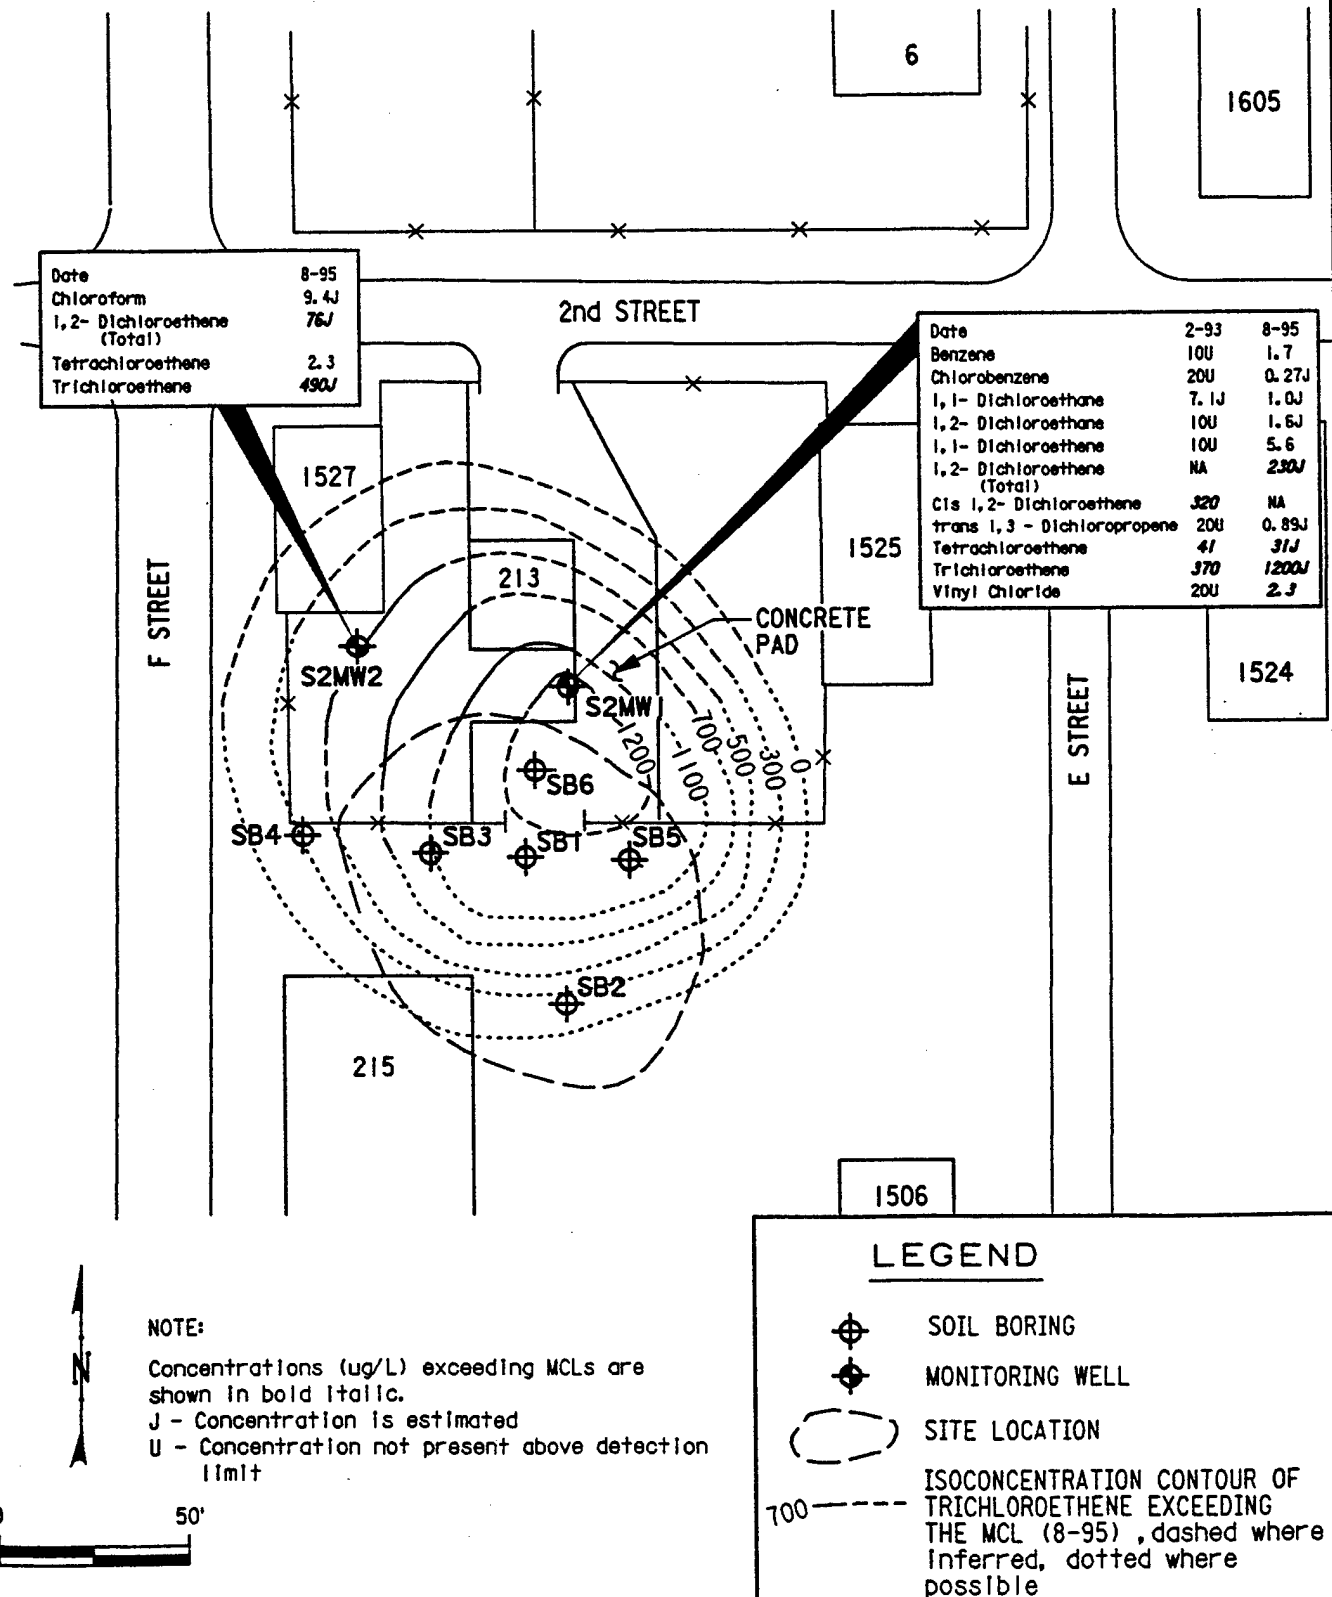 6
1605
Date 8-95
Chloroform 9.4J
1,2- Dichloroethene 76J
(Total)
Tetrachloroethene 2.3
Trichloroethene 490J
2nd STREET
Date 2-93 8-95
Benzene 10U 1.7
Chlorobenzene 20U 0.27J
1,1- Dichloroethane 7.1J 1.0J
1,2- Dichloroethane 10U 1.6J
1,1- Dichloroethene 10U 5.6
1,2- Dichloroethene NA 230J
(Total)
Cis 1,2- Dichloroethene 320 NA
trans 1,3 - Dichloropropene 20U 0.89J
Tetrachloroethene 41 31J
Trichloroethene 370 1200J
Vinyl Chloride 20U 2.3
1527
213
1525
F STREET
CONCRETE
PAD
S2MW2
S2MW1
1524
E STREET
1200
1100
700
500
300
0
SB6
SB4
SB3
SB1
SB5
SB2
215
1506
LEGEND
SOIL BORING
MONITORING WELL
SITE LOCATION
700
ISOCONCENTRATION CONTOUR OF
TRICHLOROETHENE EXCEEDING
THE MCL (8-95) , dashed where
inferred, dotted where
possible
N
NOTE:
Concentrations (ug/L) exceeding MCLs are
shown in bold italic.
J - Concentration is estimated
U - Concentration not present above detection
limit
0 50'